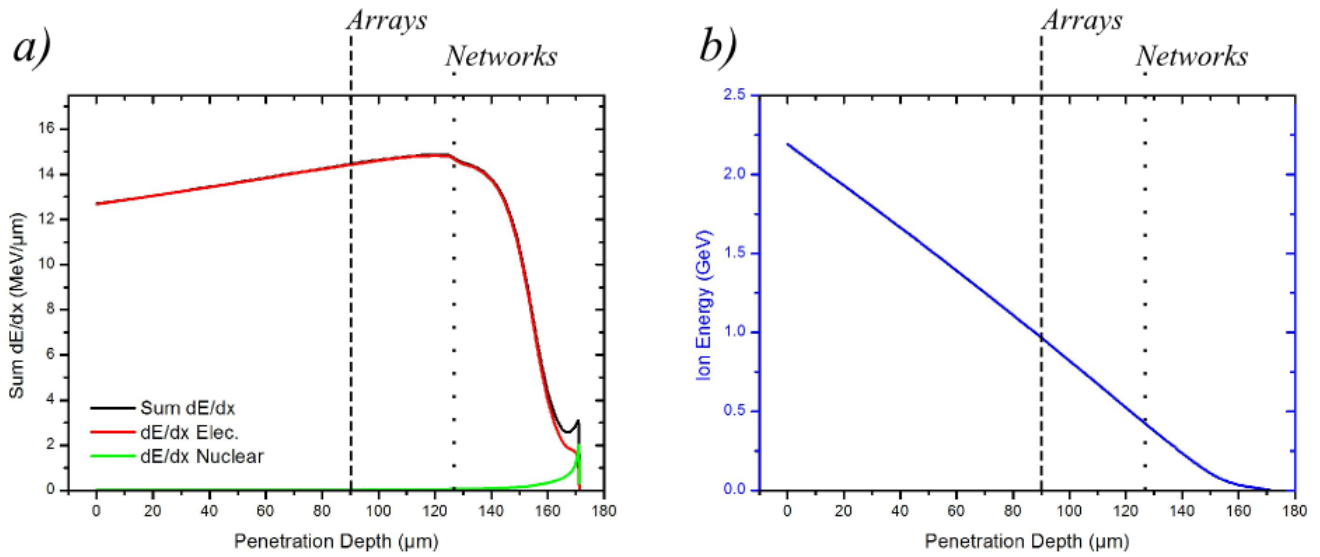 a)
Arrays
Networks
Sum dE/dx (MeV/μm)
16
14
12
10
8
6
4
2
0
Sum dE/dx
dE/dx Elec.
dE/dx Nuclear
0 20 40 60 80 100 120 140 160 180
Penetration Depth (μm)
b)
Arrays
Networks
Ion Energy (GeV)
2.5
2.0
1.5
1.0
0.5
0.0
0 20 40 60 80 100 120 140 160 180
Penetration Depth (μm)